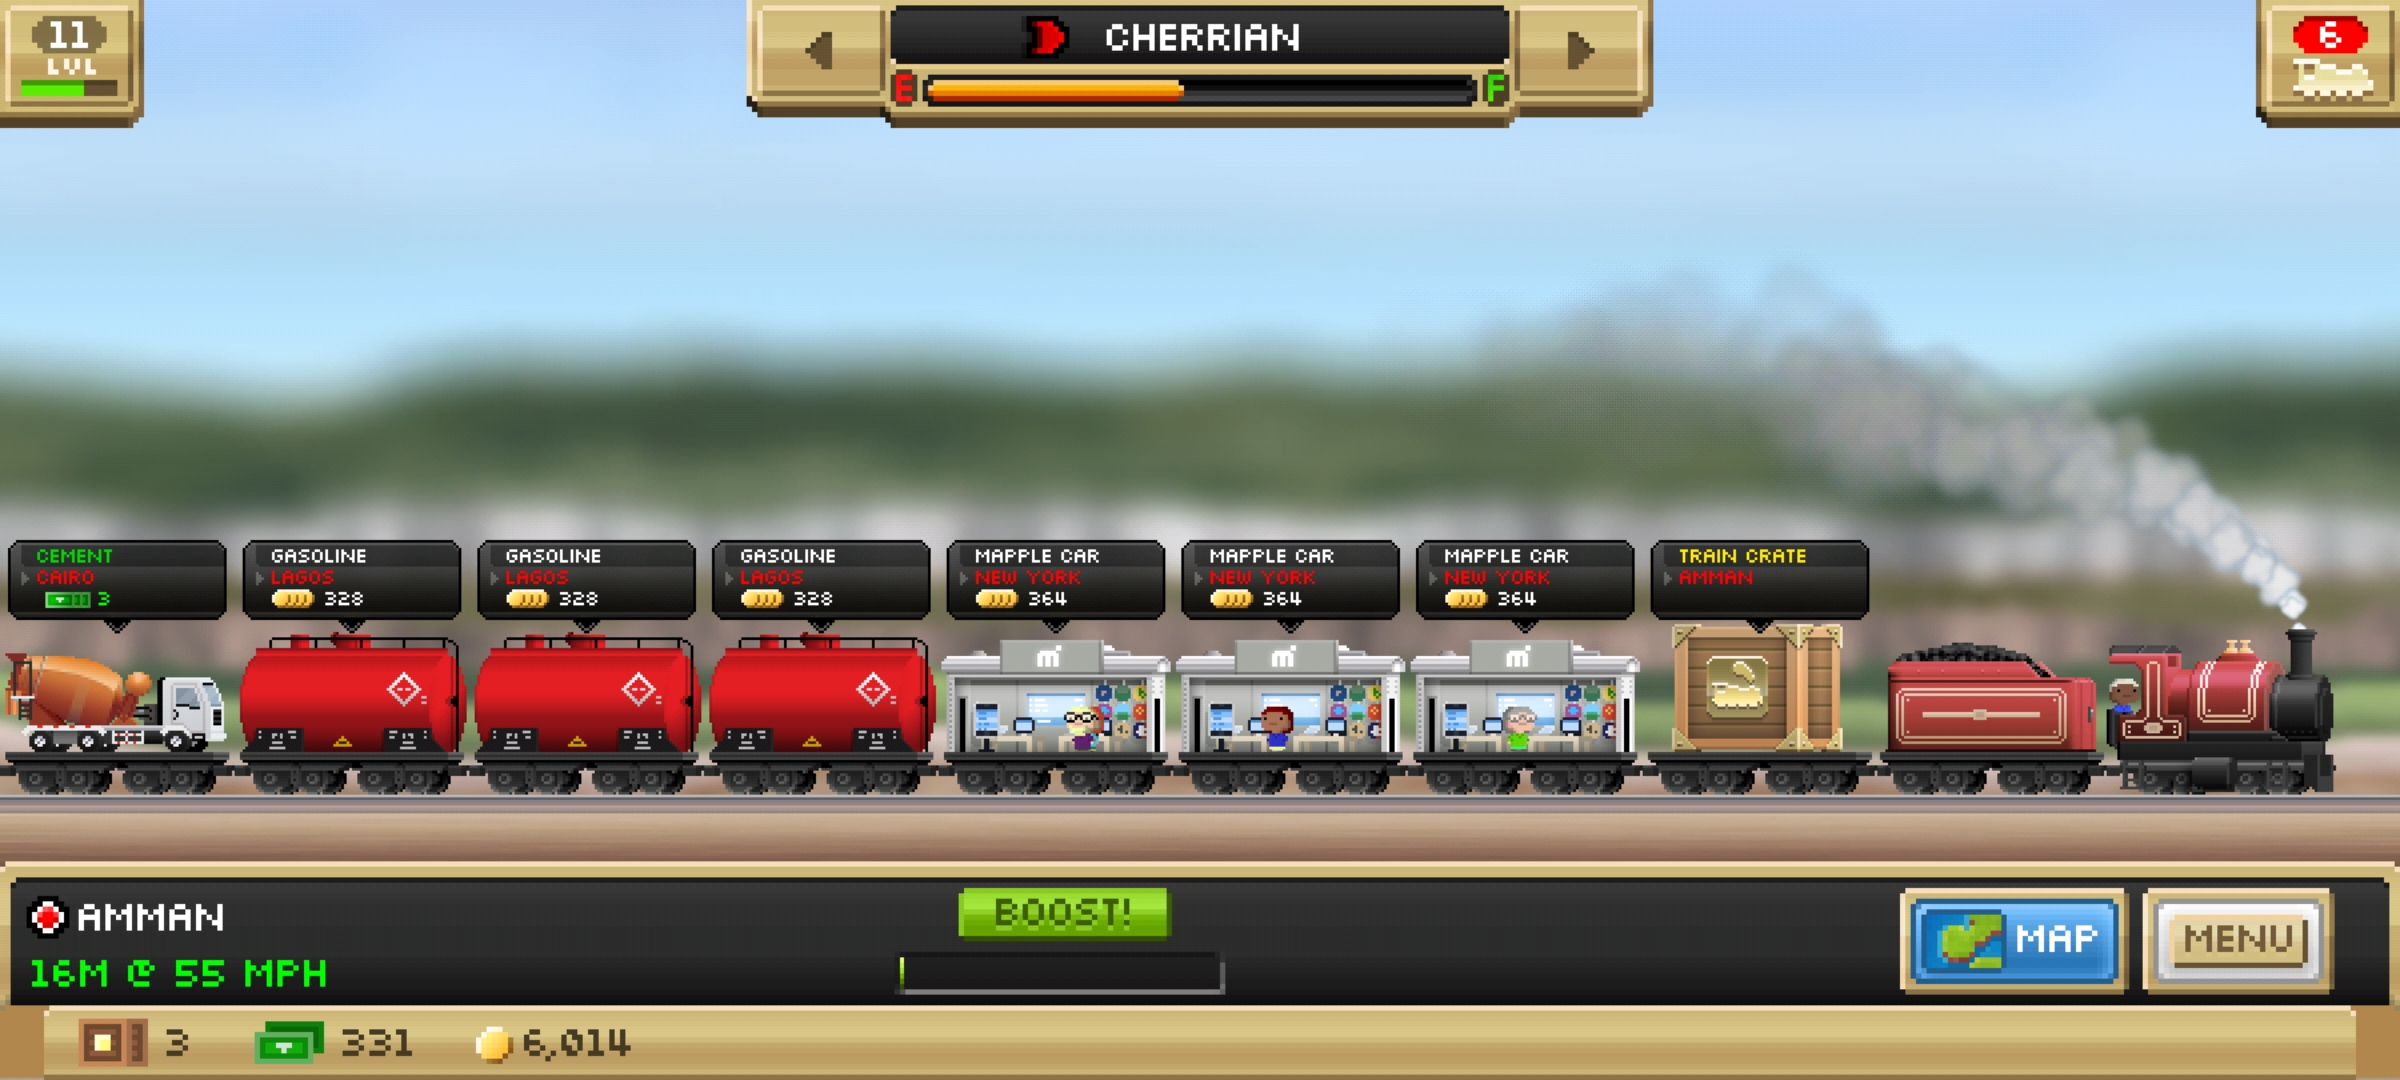 11
LVL
CHERRIAN
E F
6
CEMENT
CAIRO
3
GASOLINE
LAGOS
328
GASOLINE
LAGOS
328
GASOLINE
LAGOS
328
MAPPLE CAR
NEW YORK
364
MAPPLE CAR
NEW YORK
364
MAPPLE CAR
NEW YORK
364
TRAIN CRATE
AMMAN
m
m
m
AMMAN
16M @ 55 MPH
BOOST!
MAP
MENU
3
331
6,014